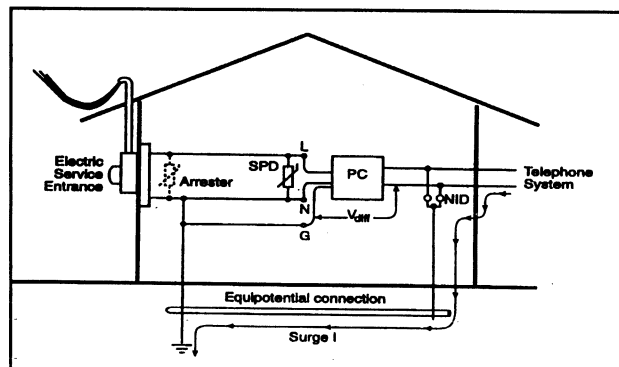 Electric
Service
Entrance
Arrester
SPD
L
N
G
PC
Vdiff
NID
Telephone
System
Equipotential connection
Surge I